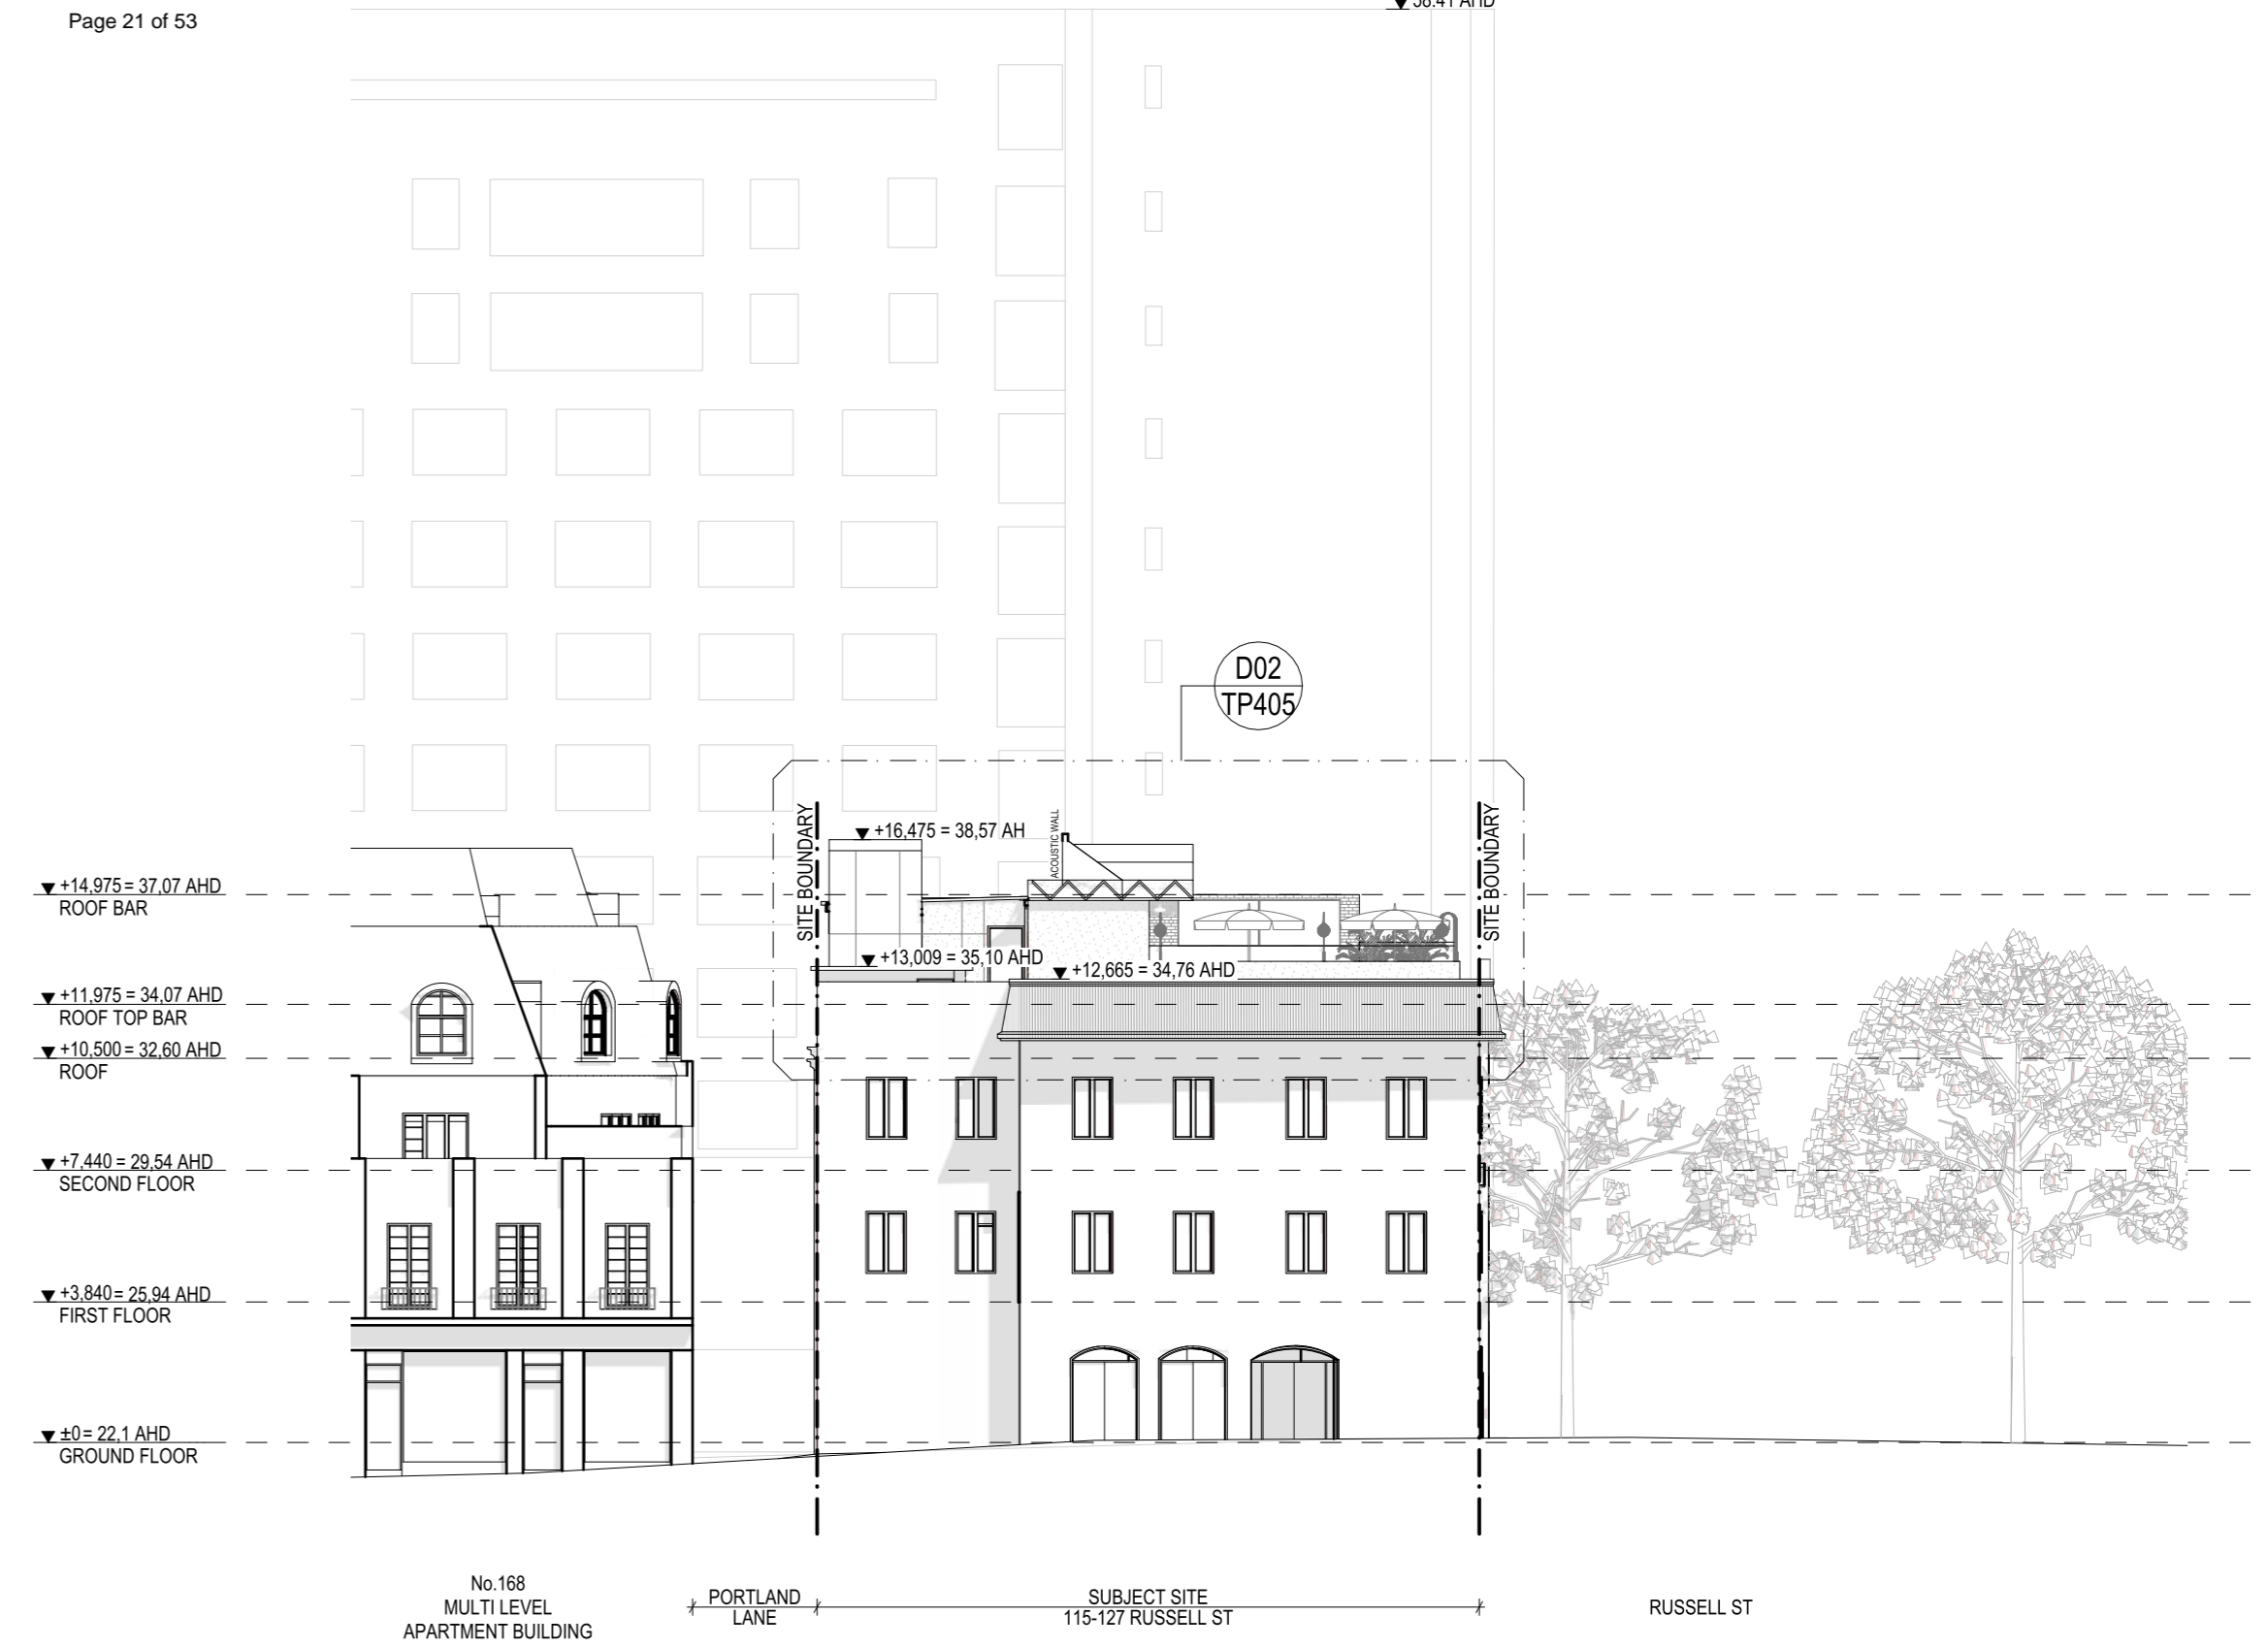 Page 21 of 53
58.41 AHD
D02
TP405
SITE BOUNDARY
+16,475 = 38,57 AH
ACOUSTIC WALL
SITE BOUNDARY
+14,975 = 37,07 AHD
ROOF BAR
+13,009 = 35,10 AHD
+12,665 = 34,76 AHD
+11,975 = 34,07 AHD
ROOF TOP BAR
+10,500 = 32,60 AHD
ROOF
+7,440 = 29,54 AHD
SECOND FLOOR
+3,840 = 25,94 AHD
FIRST FLOOR
±0 = 22,1 AHD
GROUND FLOOR
No.168
MULTI LEVEL
APARTMENT BUILDING
PORTLAND
LANE
SUBJECT SITE
115-127 RUSSELL ST
RUSSELL ST